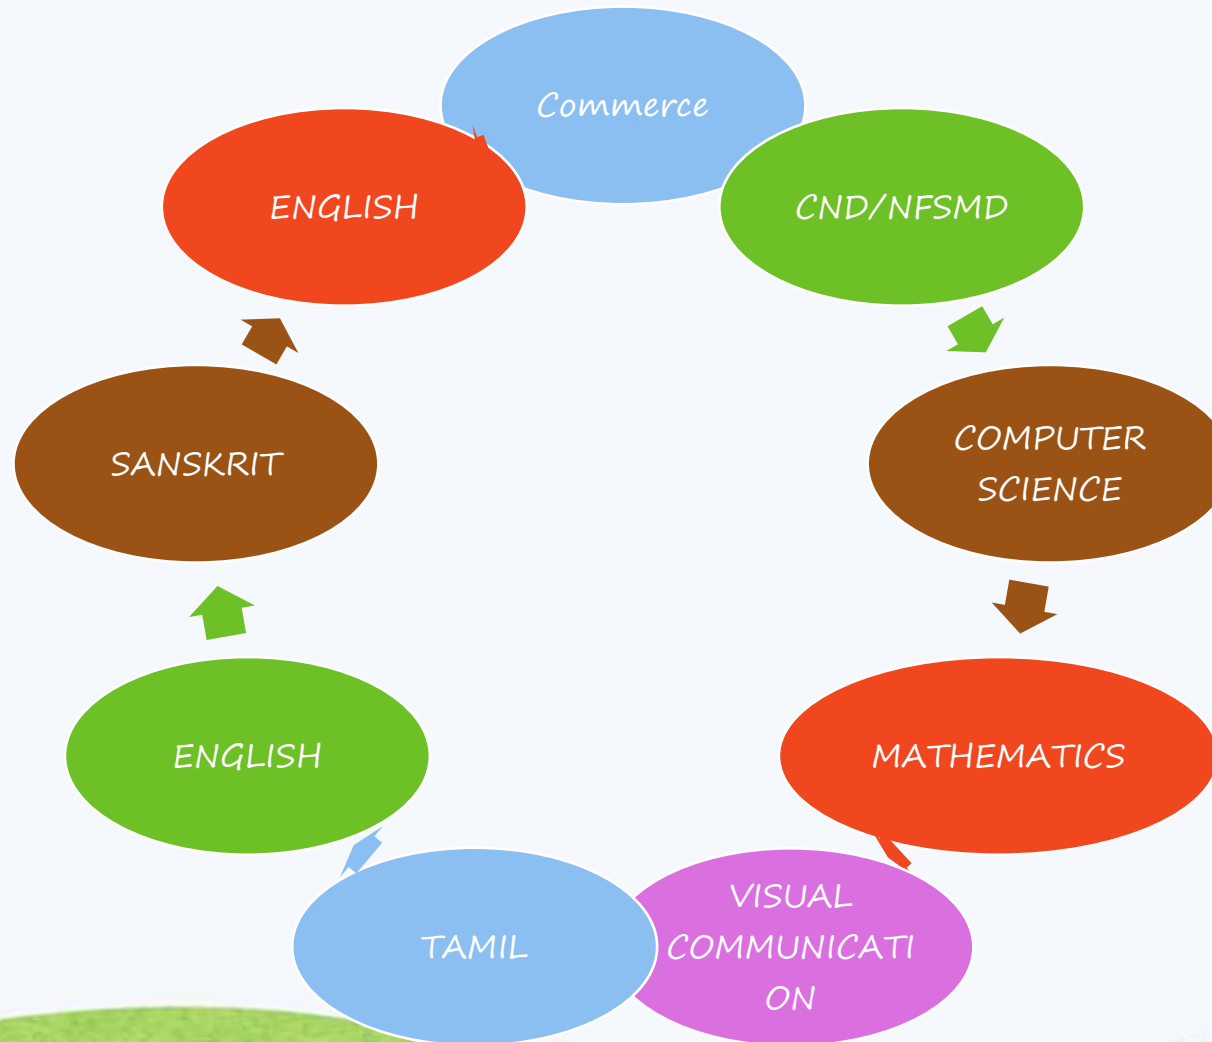 Commerce
CND/NFSMD
COMPUTER
SCIENCE
MATHEMATICS
VISUAL
COMMUNICATI
ON
TAMIL
ENGLISH
SANSKRIT
ENGLISH